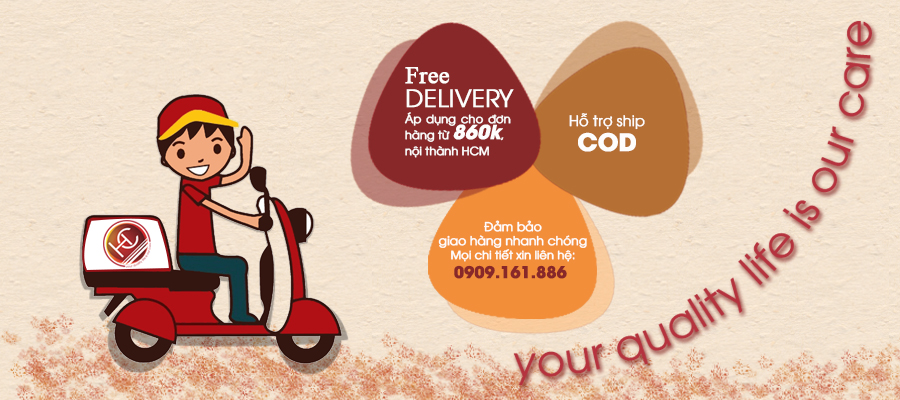 Free
DELIVERY
Áp dụng cho đơn
hàng từ 860k,
nội thành HCM
Hỗ trợ ship
COD
Đảm bảo
giao hàng nhanh chóng
Mọi chi tiết xin liên hệ:
0909.161.886
your quality life is our care